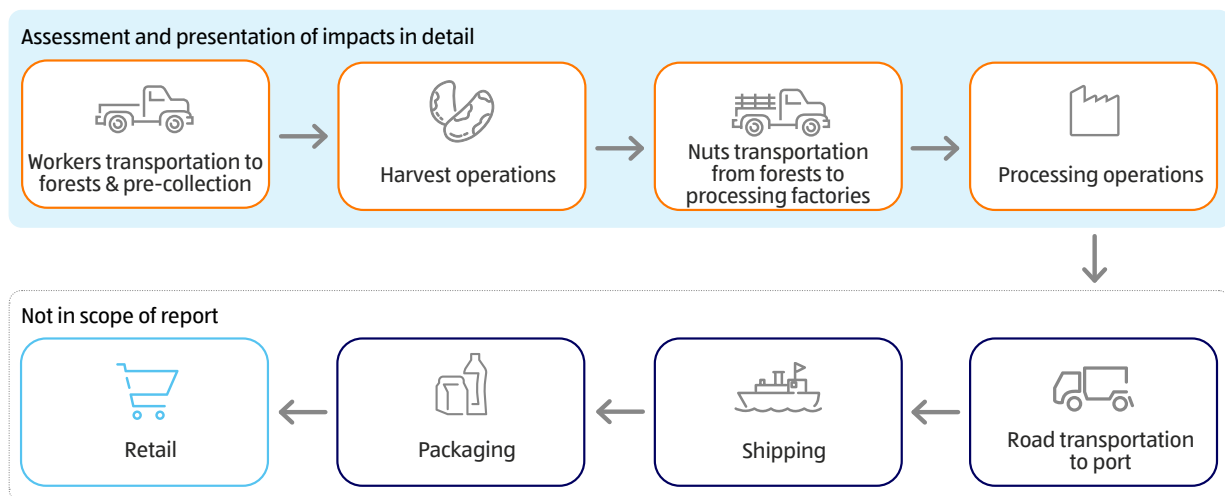 Assessment and presentation of impacts in detail
Workers transportation to
forests & pre-collection
Harvest operations
Nuts transportation
from forests to
processing factories
Processing operations
Not in scope of report
Retail
Packaging
Shipping
Road transportation
to port